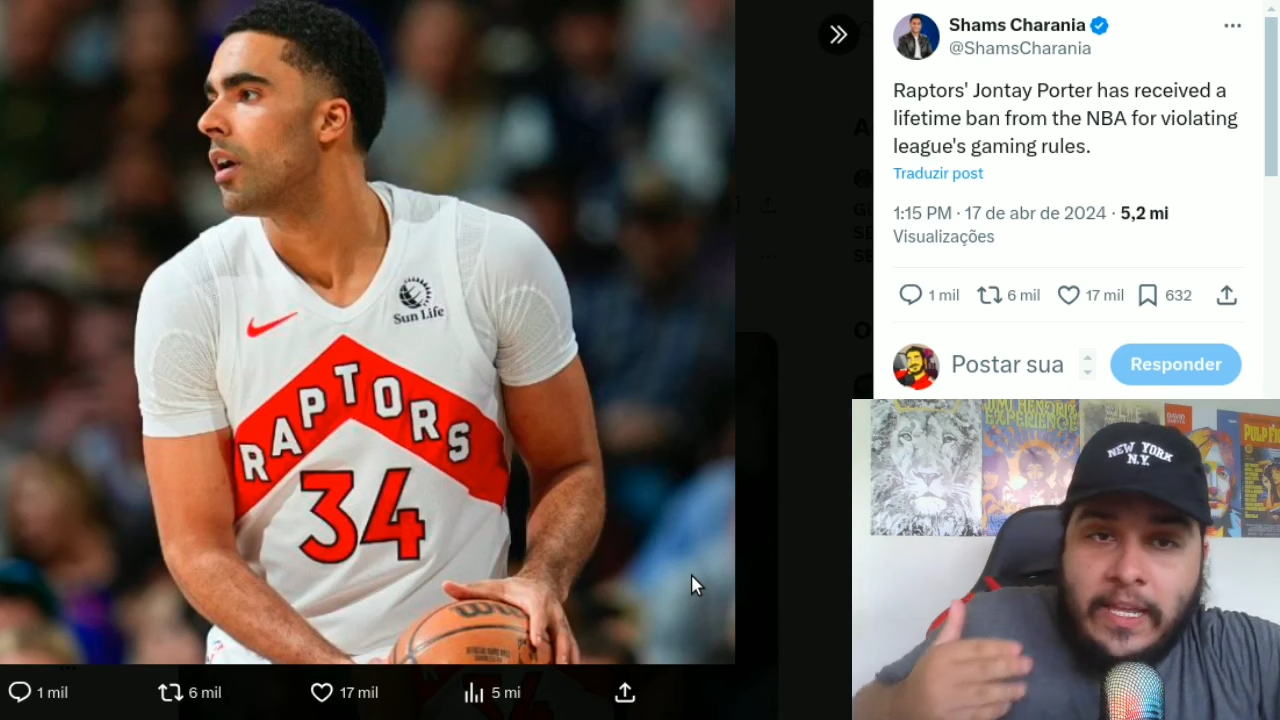 Shams Charania
@ShamsCharania
Raptors' Jontay Porter has received a
lifetime ban from the NBA for violating
league's gaming rules.
Traduzir post
1:15 PM · 17 de abr de 2024 · 5,2 mi
Visualizações
1 mil 6 mil 17 mil 632
Postar sua
Responder
Sun Life
RAPTORS
34
1 mil 6 mil 17 mil 5 mi
JIMI HENDRIX
EXPERIENCE
NEW YORK
N.Y.